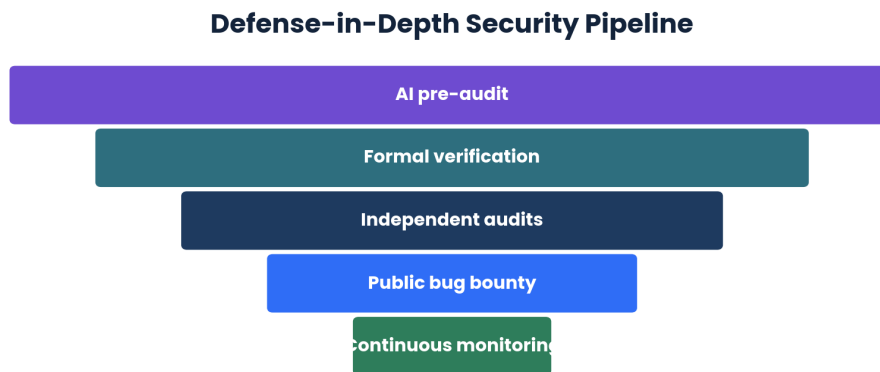 Defense-in-Depth Security Pipeline
AI pre-audit
Formal verification
Independent audits
Public bug bounty
Continuous monitoring